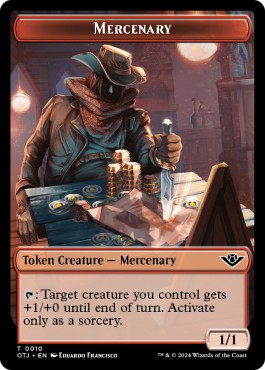 MERCENARY
Token Creature — Mercenary
: Target creature you control gets
+1/+0 until end of turn. Activate
only as a sorcery.
1/1
T 0010
OTJ • EN EDUARDO FRANCISCO
™ & © 2024 Wizards of the Coast